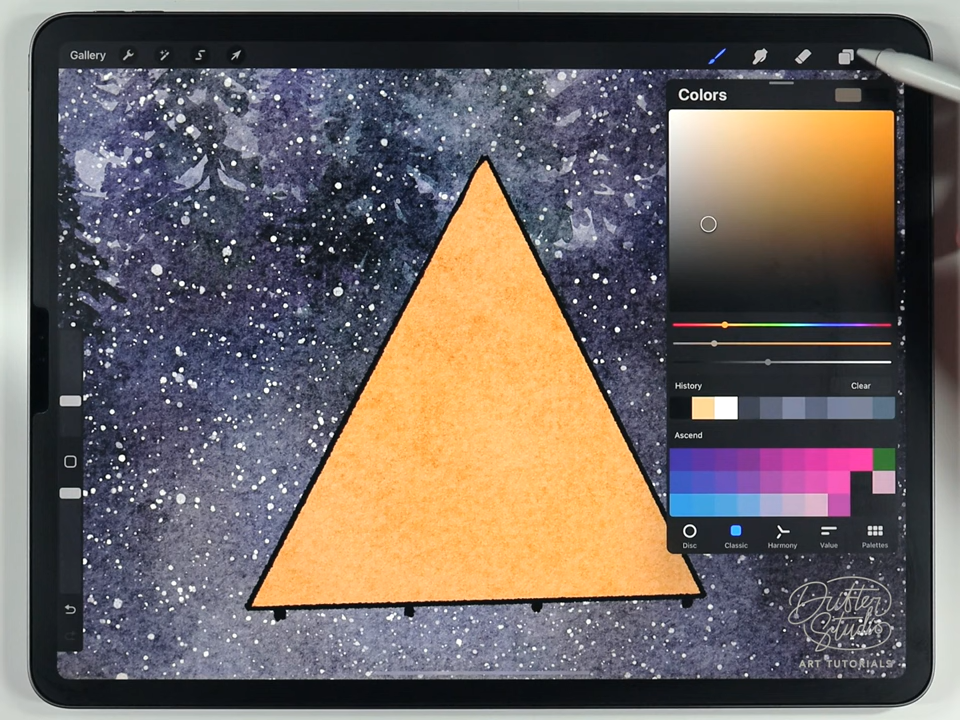 Gallery
Colors
History
Clear
Ascend
Disc
Classic
Harmony
Value
Palettes
Drifter
Studio
ART TUTORIALS